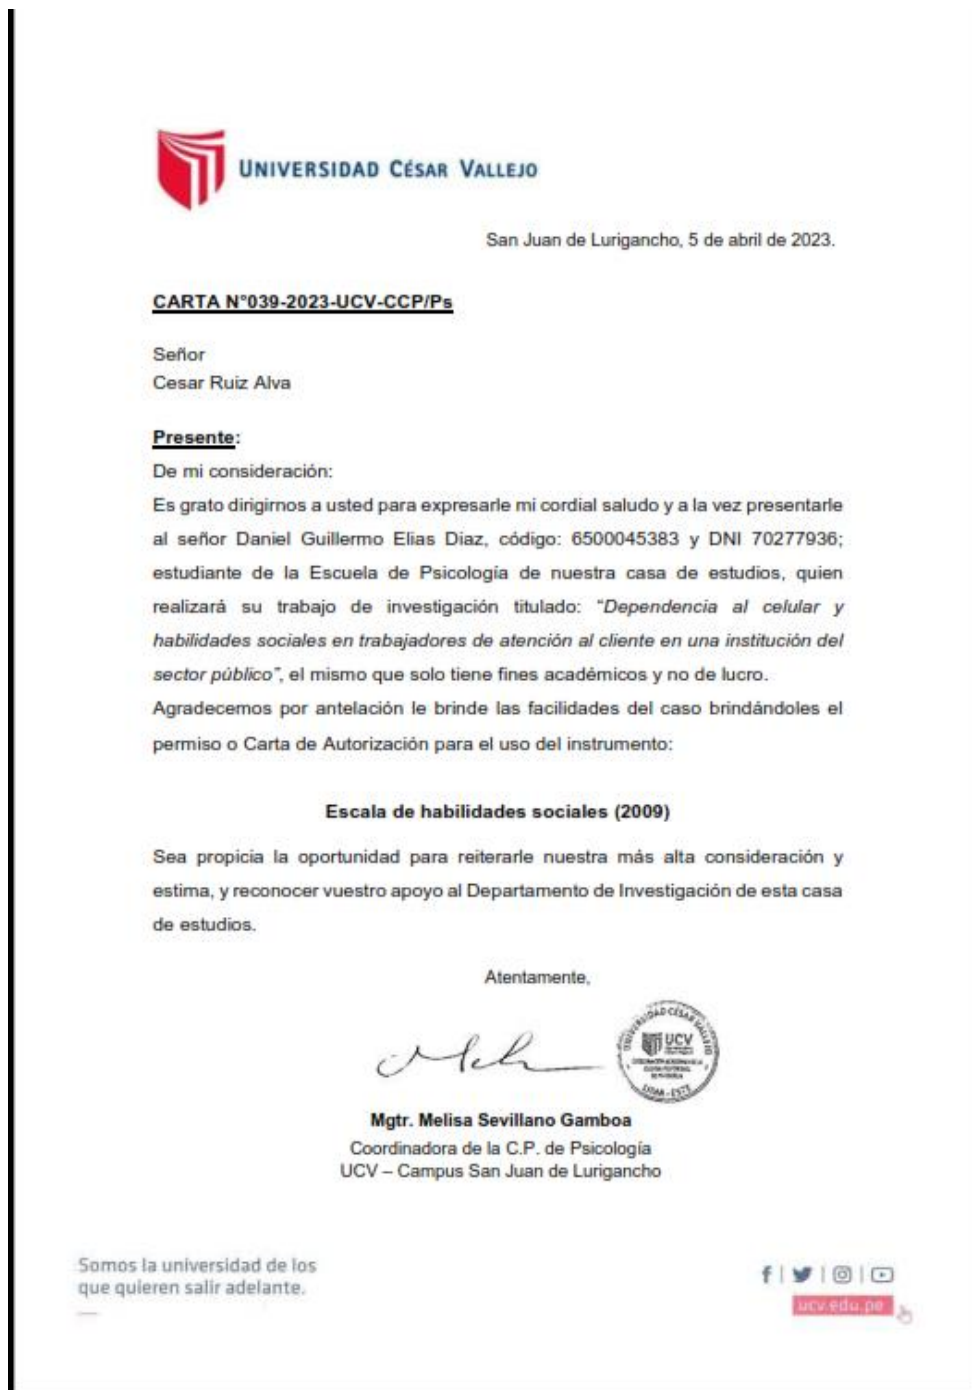 UNIVERSIDAD CÉSAR VALLEJO
San Juan de Lurigancho, 5 de abril de 2023.
CARTA N°039-2023-UCV-CCP/Ps
Señor
Cesar Ruiz Alva
Presente:
De mi consideración:
Es grato dirigirnos a usted para expresarle mi cordial saludo y a la vez presentarle
al señor Daniel Guillermo Elias Diaz, código: 6500045383 y DNI 70277936;
estudiante de la Escuela de Psicología de nuestra casa de estudios, quien
realizará su trabajo de investigación titulado: “Dependencia al celular y
habilidades sociales en trabajadores de atención al cliente en una institución del
sector público”, el mismo que solo tiene fines académicos y no de lucro.
Agradecemos por antelación le brinde las facilidades del caso brindándoles el
permiso o Carta de Autorización para el uso del instrumento:
Escala de habilidades sociales (2009)
Sea propicia la oportunidad para reiterarle nuestra más alta consideración y
estima, y reconocer vuestro apoyo al Departamento de Investigación de esta casa
de estudios.
Atentamente,
UNIVERSIDAD CÉSAR VALLEJO
UCV
LIMA - ESTE
Mgtr. Melisa Sevillano Gamboa
Coordinadora de la C.P. de Psicología
UCV – Campus San Juan de Lurigancho
Somos la universidad de los
que quieren salir adelante.
ucv.edu.pe